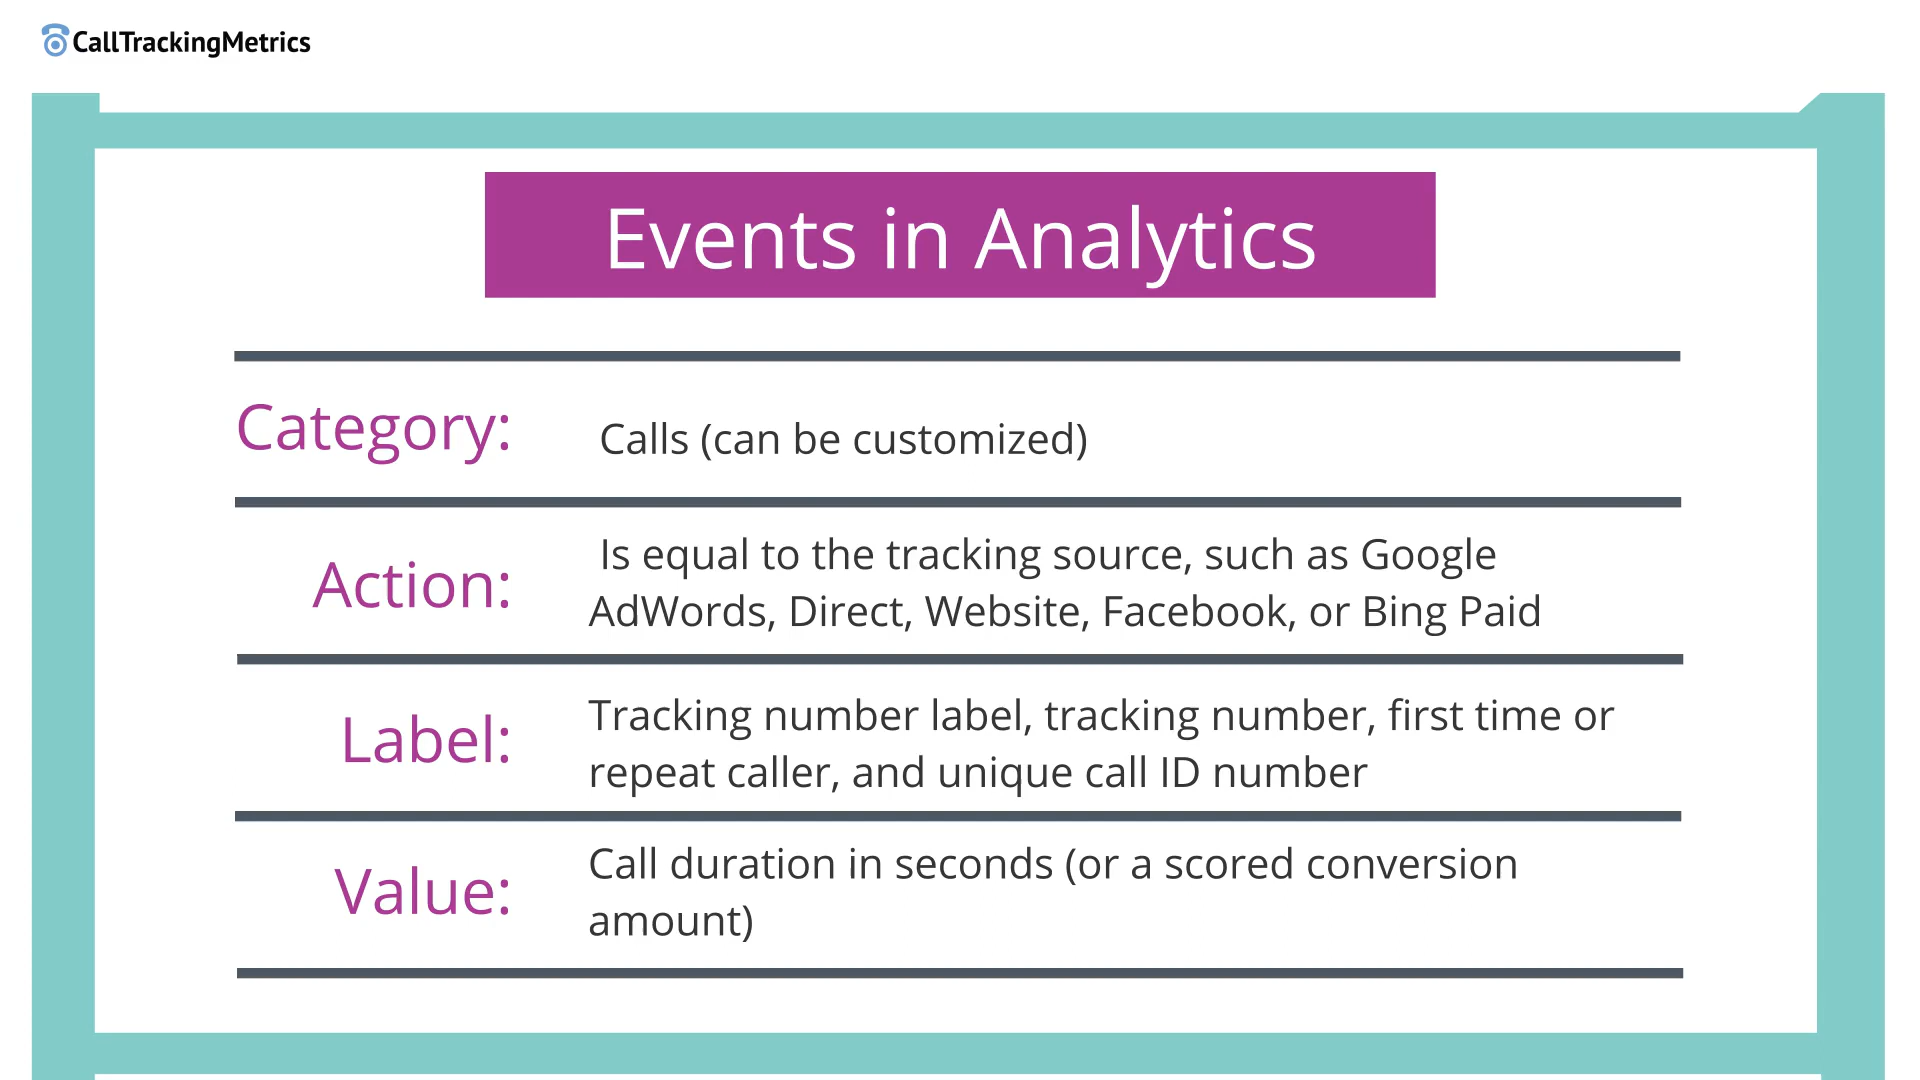 CallTrackingMetrics
Events in Analytics
Category:
Calls (can be customized)
Action:
Is equal to the tracking source, such as Google
AdWords, Direct, Website, Facebook, or Bing Paid
Label:
Tracking number label, tracking number, first time or
repeat caller, and unique call ID number
Value:
Call duration in seconds (or a scored conversion
amount)